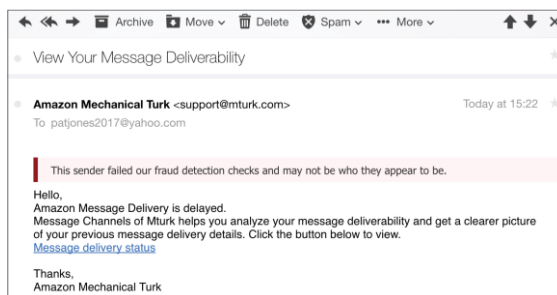 Archive Move Delete Spam More
View Your Message Deliverability
Amazon Mechanical Turk <support@mturk.com> Today at 15:22
To patjones2017@yahoo.com
This sender failed our fraud detection checks and may not be who they appear to be.
Hello,
Amazon Message Delivery is delayed.
Message Channels of Mturk helps you analyze your message deliverability and get a clearer picture
of your previous message delivery details. Click the button below to view.
Message delivery status
Thanks,
Amazon Mechanical Turk